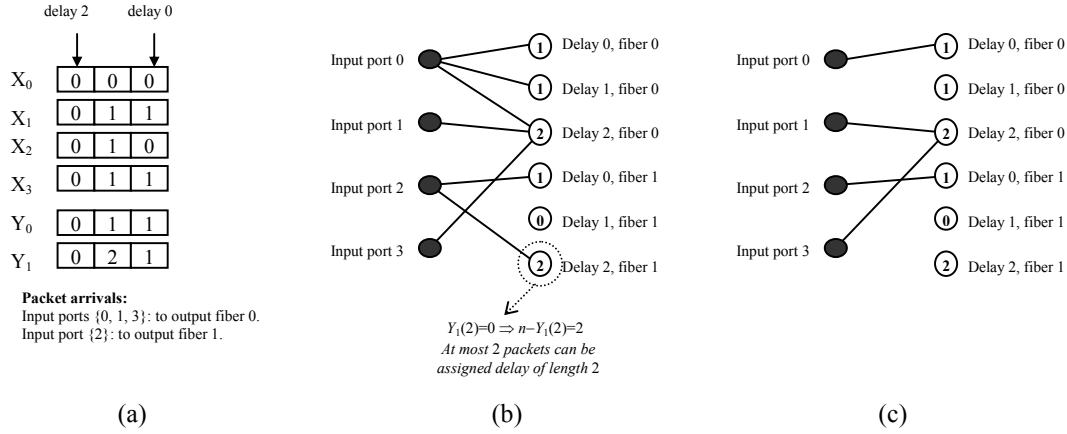 delay 2 delay 0
X0 0 0 0
X1 0 1 1
X2 0 1 0
X3 0 1 1
Y0 0 1 1
Y1 0 2 1
Packet arrivals:
Input ports {0, 1, 3}: to output fiber 0.
Input port {2}: to output fiber 1.
(a)
Input port 0
Input port 1
Input port 2
Input port 3
1 Delay 0, fiber 0
1 Delay 1, fiber 0
2 Delay 2, fiber 0
1 Delay 0, fiber 1
0 Delay 1, fiber 1
2 Delay 2, fiber 1
Y1(2)=0 ⇒ n−Y1(2)=2
At most 2 packets can be
assigned delay of length 2
(b)
Input port 0
Input port 1
Input port 2
Input port 3
1 Delay 0, fiber 0
1 Delay 1, fiber 0
2 Delay 2, fiber 0
1 Delay 0, fiber 1
0 Delay 1, fiber 1
2 Delay 2, fiber 1
(c)